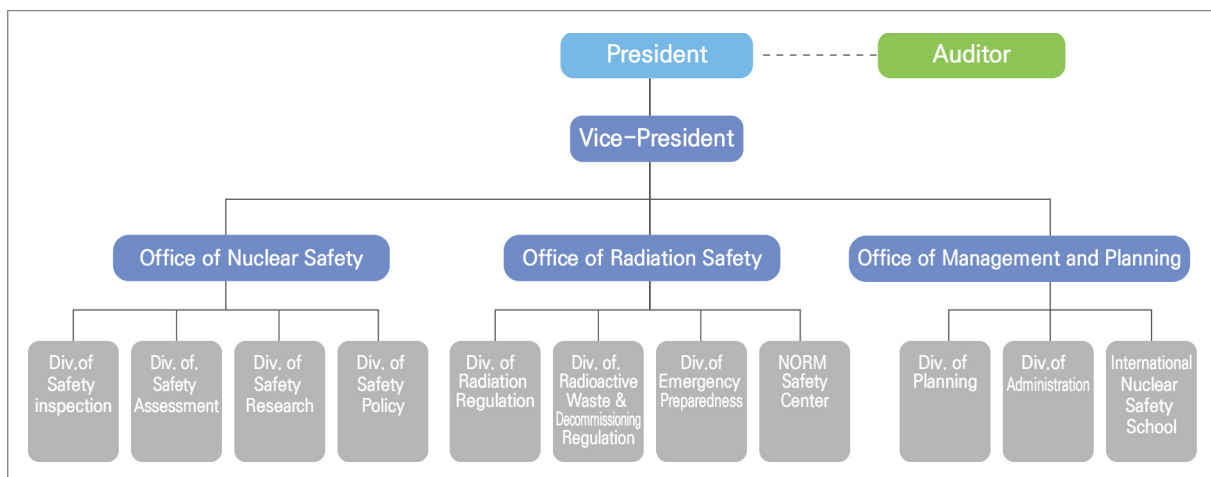 President
Auditor
Vice-President
Office of Nuclear Safety
Office of Radiation Safety
Office of Management and Planning
Div.of
Safety
inspection
Div. of.
Safety
Assessment
Div. of
Safety
Research
Div. of
Safety
Policy
Div. of
Radiation
Regulation
Div. of.
Radioactive
Waste &
Decommissioning
Regulation
Div.of
Emergency
Preparedness
NORM
Safety
Center
Div. of
Planning
Div.of
Administration
International
Nuclear
Safety
School